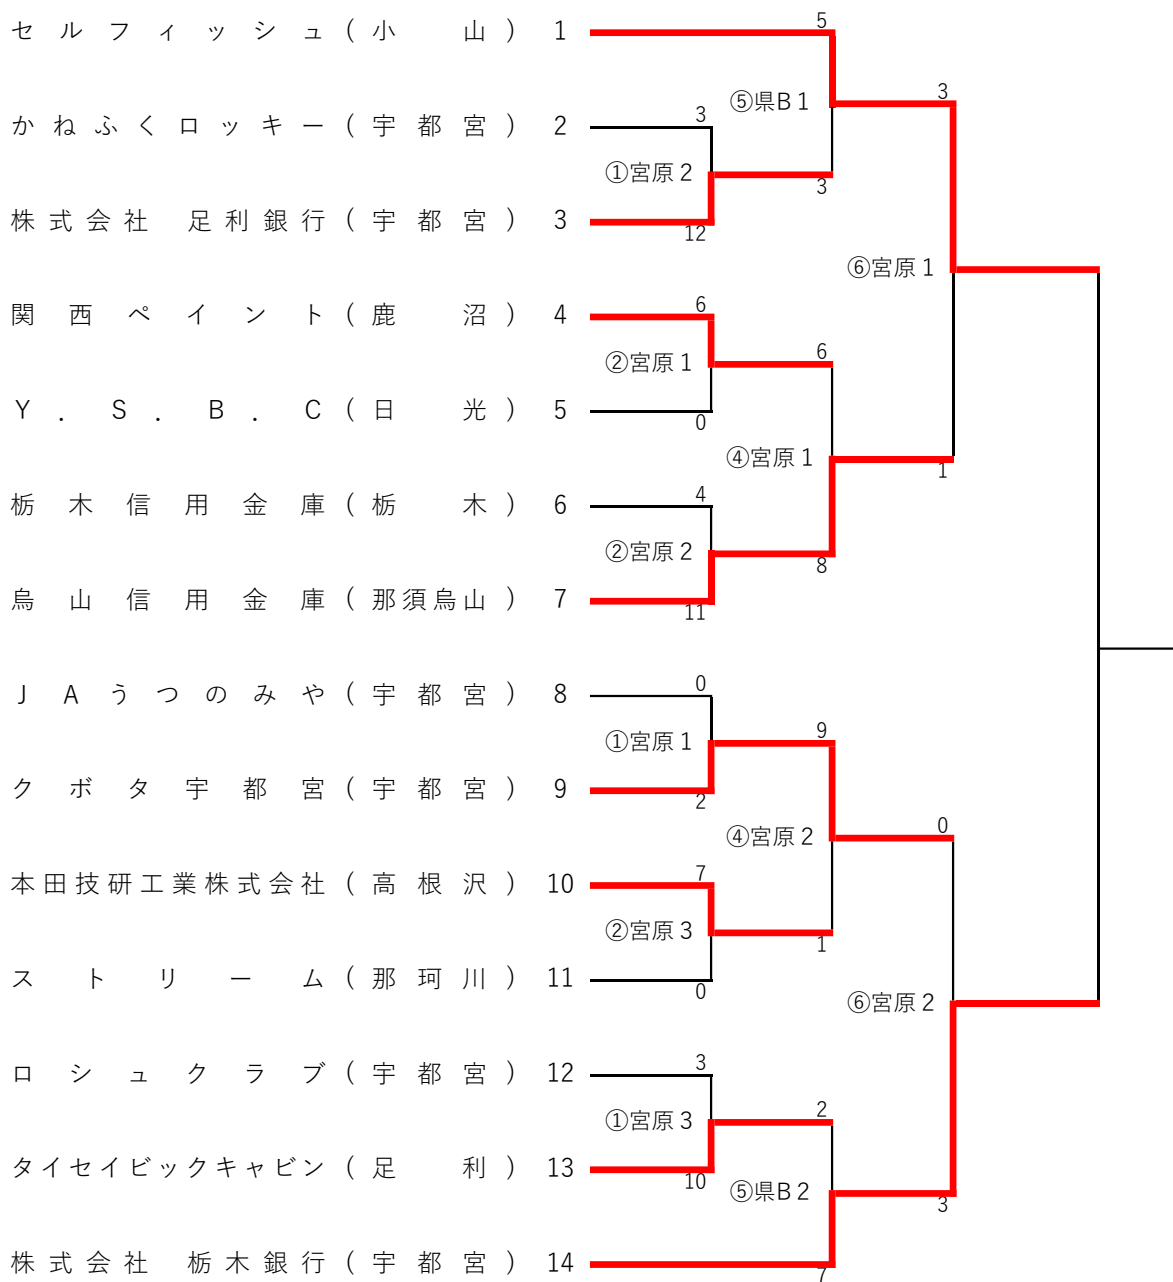 セルフィッシュ(小山) 1
5
⑤県B1
3
かねふくロッキー(宇都宮) 2
3
①宮原2
3
株式会社 足利銀行(宇都宮) 3
12
⑥宮原1
関西ペイント(鹿沼) 4
6
6
②宮原1
Y.S.B.C(日光) 5
0
④宮原1
1
栃木信用金庫(栃木) 6
4
②宮原2
8
烏山信用金庫(那須烏山) 7
11
JAうつのみや(宇都宮) 8
0
9
①宮原1
クボタ宇都宮(宇都宮) 9
2
④宮原2
0
本田技研工業株式会社(高根沢) 10
7
②宮原3
1
ストリーム(那珂川) 11
0
⑥宮原2
ロシュクラブ(宇都宮) 12
3
2
①宮原3
タイセイビックキャビン(足利) 13
10
⑤県B2
3
株式会社 栃木銀行(宇都宮) 14
7